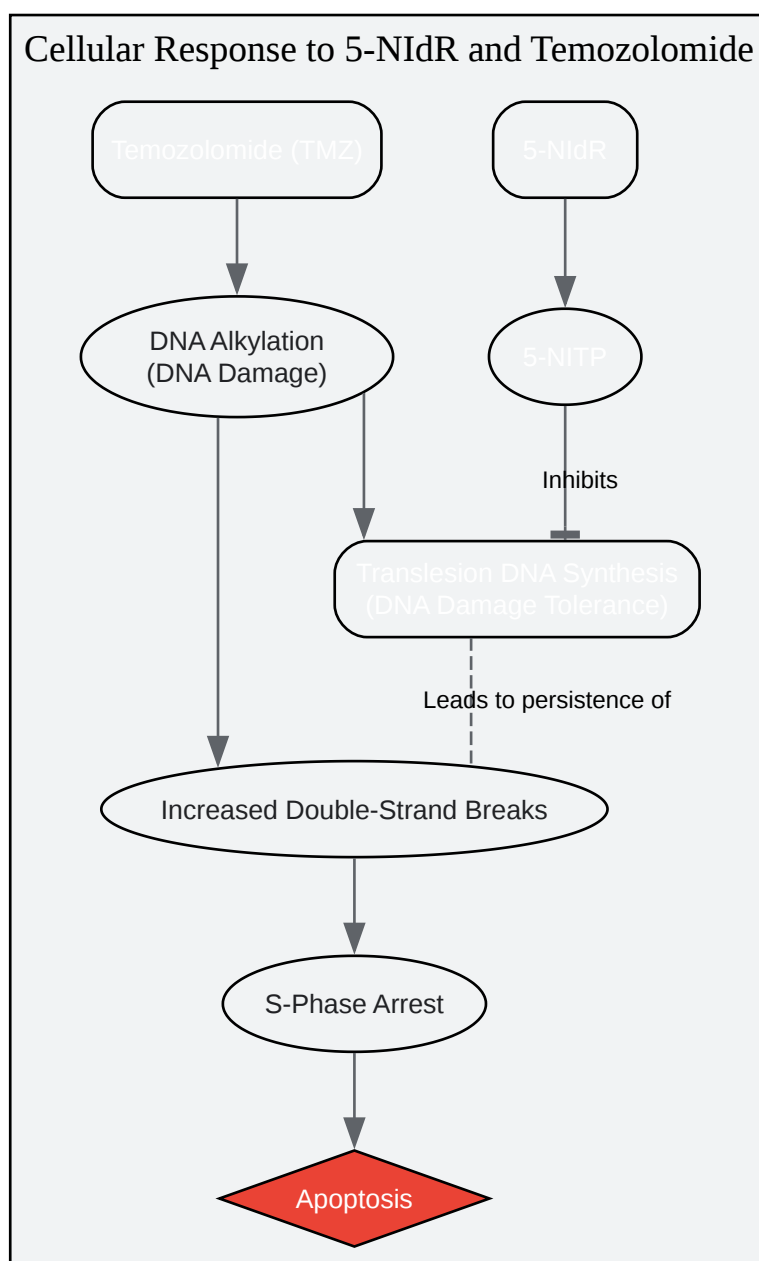 Cellular Response to 5-NIdR and Temozolomide
Temozolomide (TMZ)
5-NIdR
DNA Alkylation
(DNA Damage)
5-NITP
Inhibits
Translesion DNA Synthesis
(DNA Damage Tolerance)
Leads to persistence of
Increased Double-Strand Breaks
S-Phase Arrest
Apoptosis